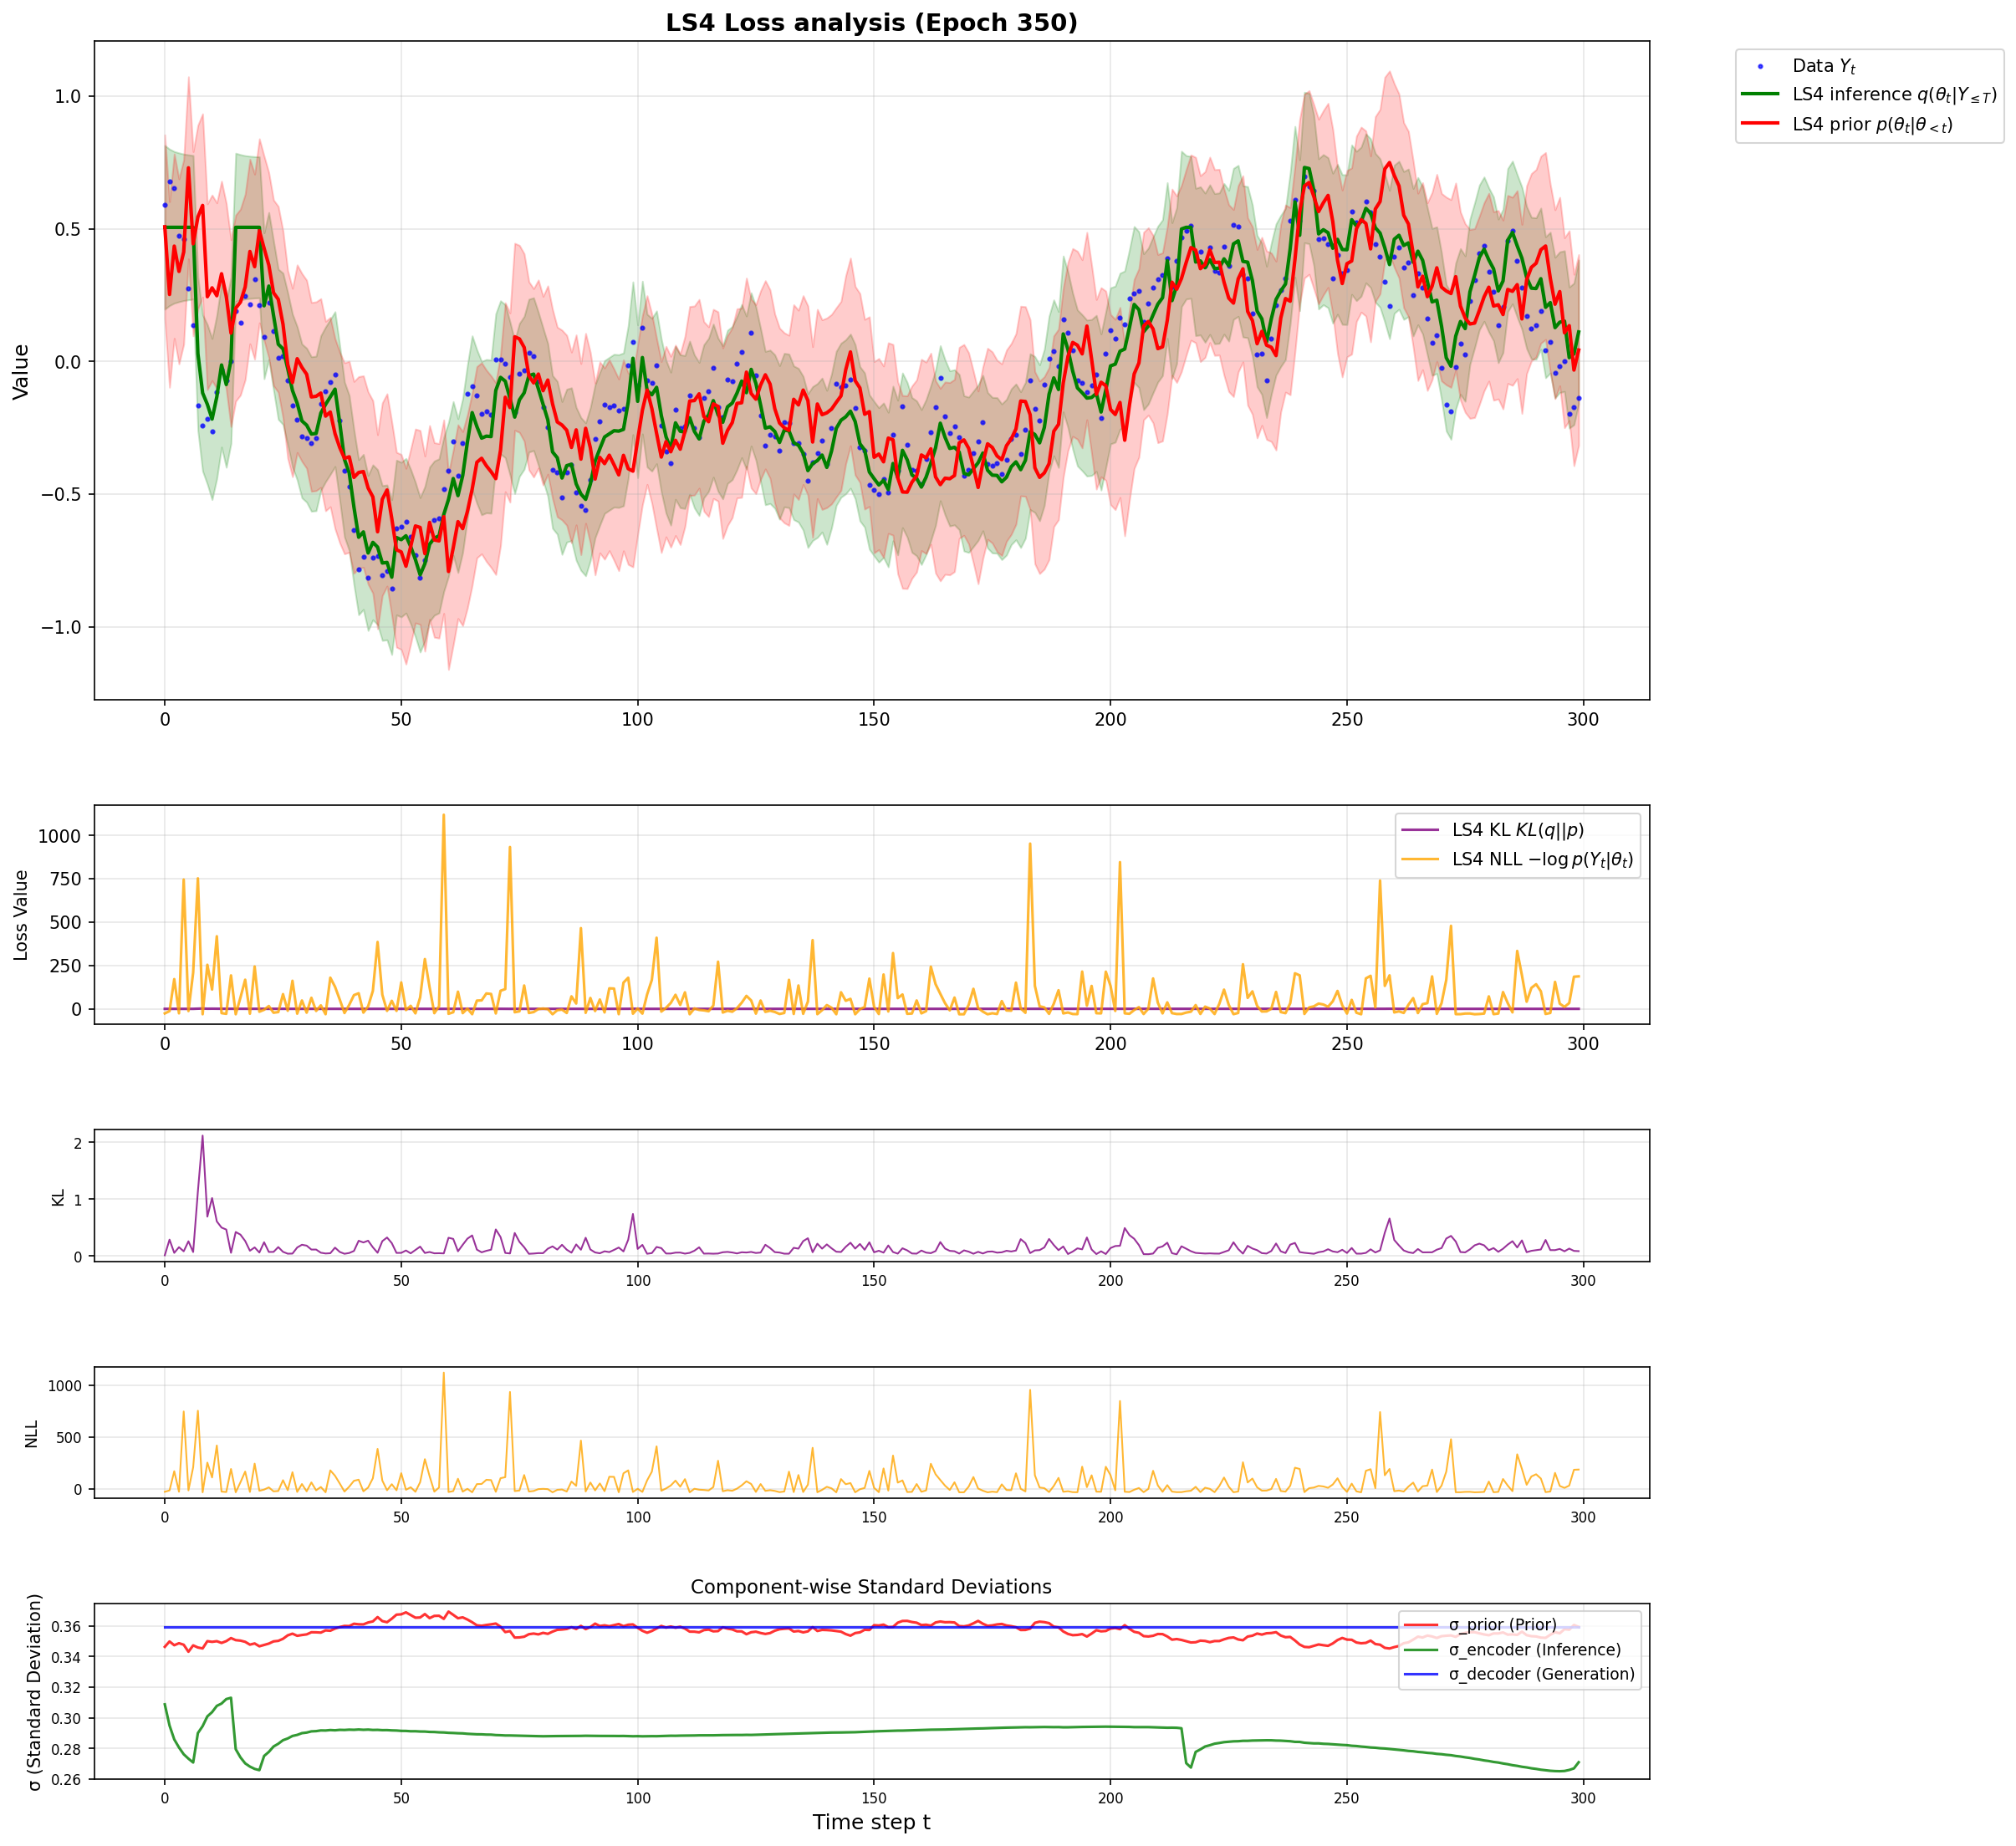 LS4 Loss analysis (Epoch 350)
Data Y_t
LS4 inference q(θ_t|Y_≤T)
LS4 prior p(θ_t|θ_<t)
Value
1.0
0.5
0.0
−0.5
−1.0
0 50 100 150 200 250 300
Loss Value
1000
750
500
250
0
LS4 KL KL(q||p)
LS4 NLL −log p(Y_t|θ_t)
0 50 100 150 200 250 300
KL
2
1
0
0 50 100 150 200 250 300
NLL
1000
500
0
0 50 100 150 200 250 300
Component-wise Standard Deviations
σ (Standard Deviation)
0.36
0.34
0.32
0.30
0.28
0.26
σ_prior (Prior)
σ_encoder (Inference)
σ_decoder (Generation)
0 50 100 150 200 250 300
Time step t